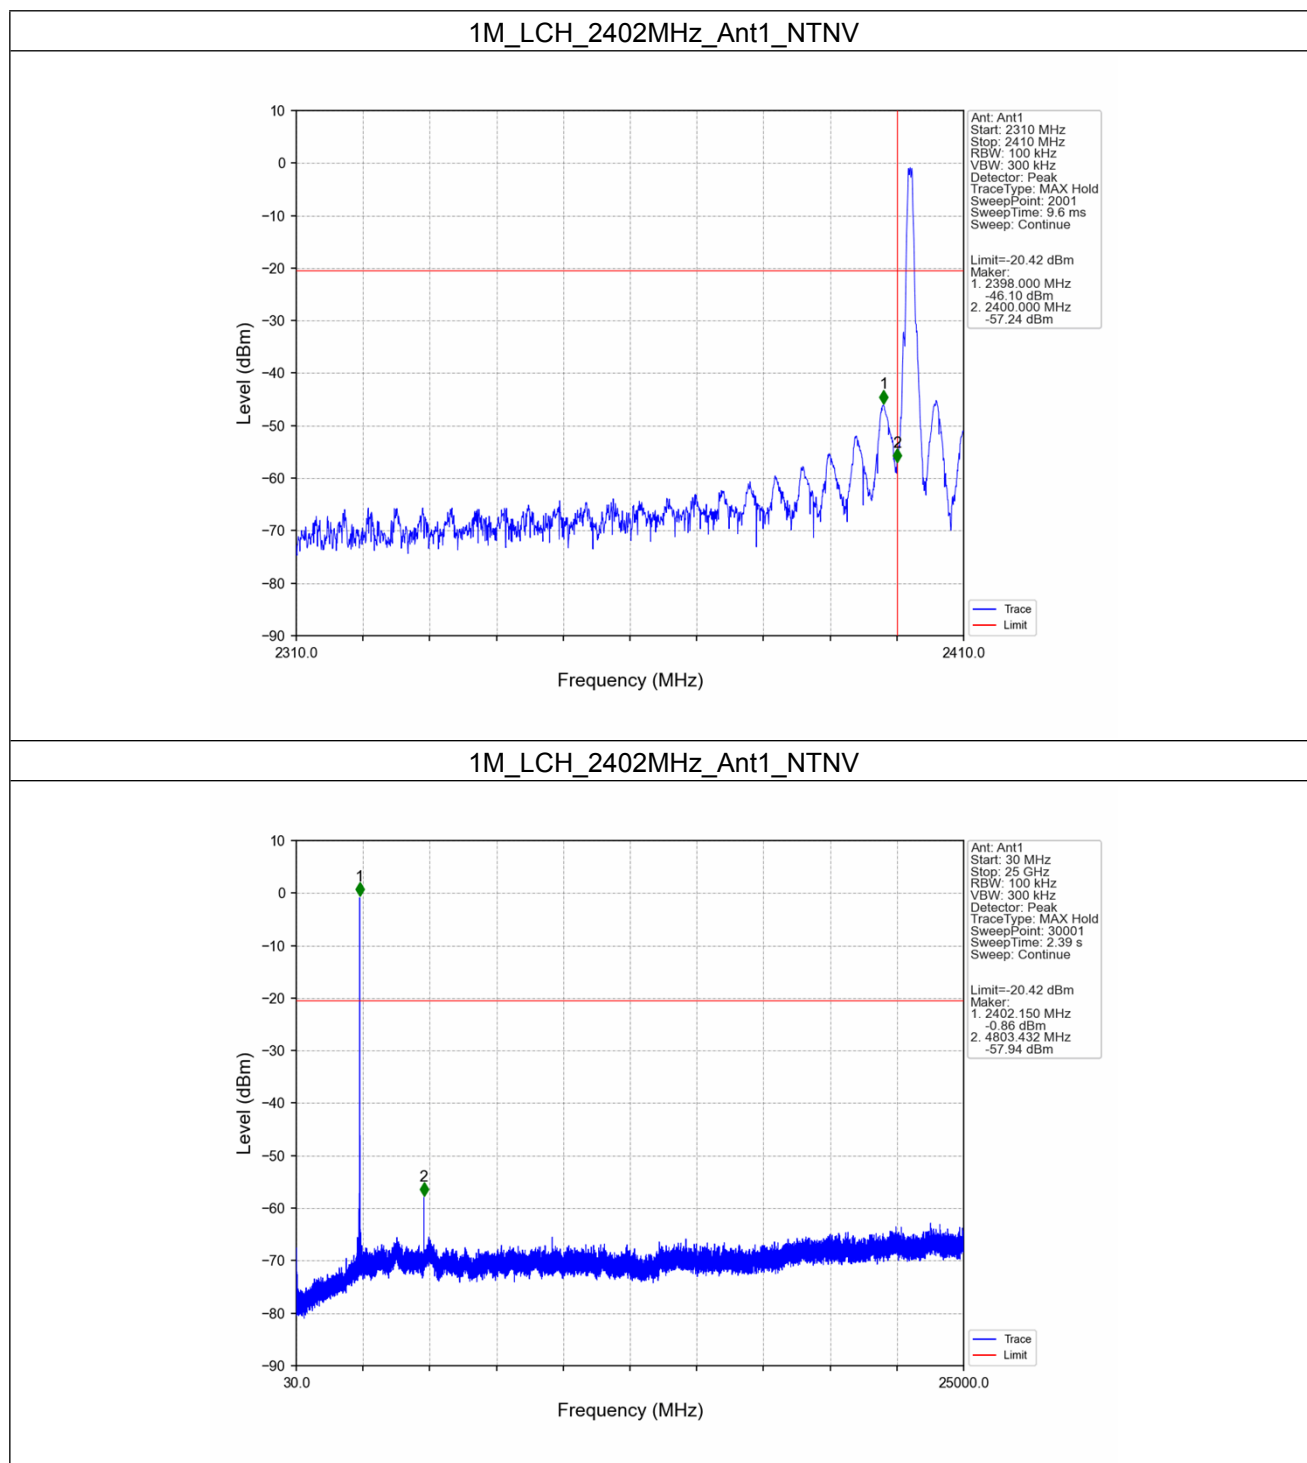 1M_LCH_2402MHz_Ant1_NTNV
10
0
−10
−20
−30
−40
−50
−60
−70
−80
−90
Level (dBm)
1
2
2310.0
2410.0
Frequency (MHz)
Ant: Ant1
Start: 2310 MHz
Stop: 2410 MHz
RBW: 100 kHz
VBW: 300 kHz
Detector: Peak
TraceType: MAX Hold
SweepPoint: 2001
SweepTime: 9.6 ms
Sweep: Continue
Limit=-20.42 dBm
Maker:
1. 2398.000 MHz
-46.10 dBm
2. 2400.000 MHz
-57.24 dBm
Trace
Limit
1M_LCH_2402MHz_Ant1_NTNV
10
0
−10
−20
−30
−40
−50
−60
−70
−80
−90
Level (dBm)
1
2
30.0
25000.0
Frequency (MHz)
Ant: Ant1
Start: 30 MHz
Stop: 25 GHz
RBW: 100 kHz
VBW: 300 kHz
Detector: Peak
TraceType: MAX Hold
SweepPoint: 30001
SweepTime: 2.39 s
Sweep: Continue
Limit=-20.42 dBm
Maker:
1. 2402.150 MHz
-0.86 dBm
2. 4803.432 MHz
-57.94 dBm
Trace
Limit